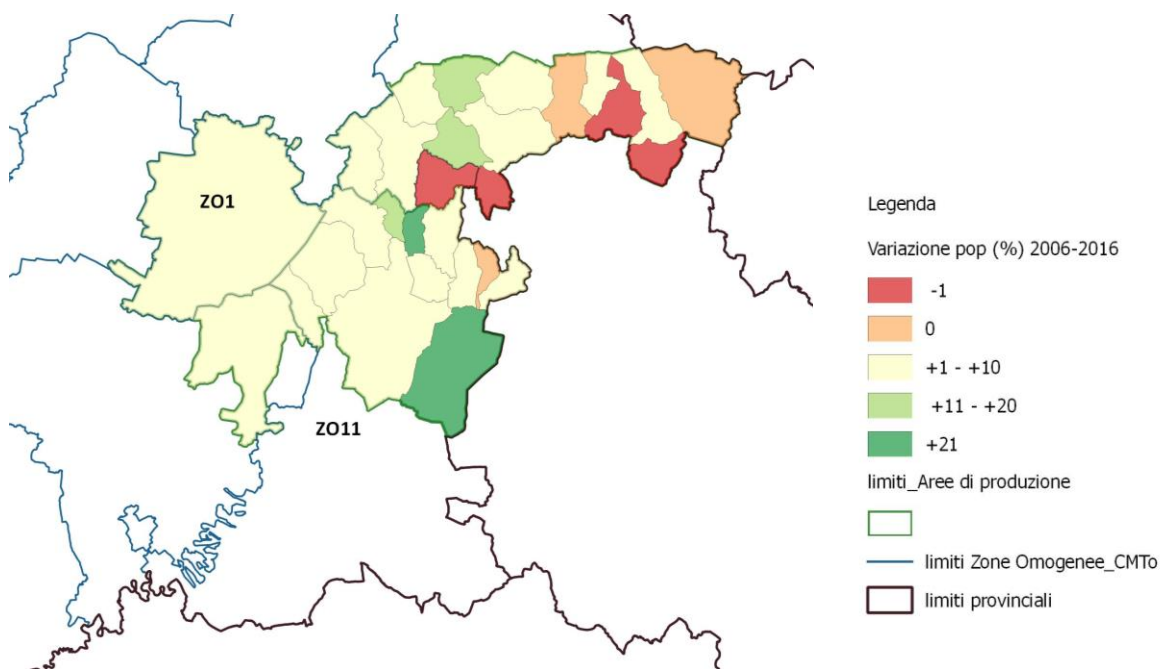 ZO1
ZO11
Legenda
Variazione pop (%) 2006-2016
-1
0
+1 - +10
+11 - +20
+21
limiti_Aree di produzione
limiti Zone Omogenee_CMTo
limiti provinciali